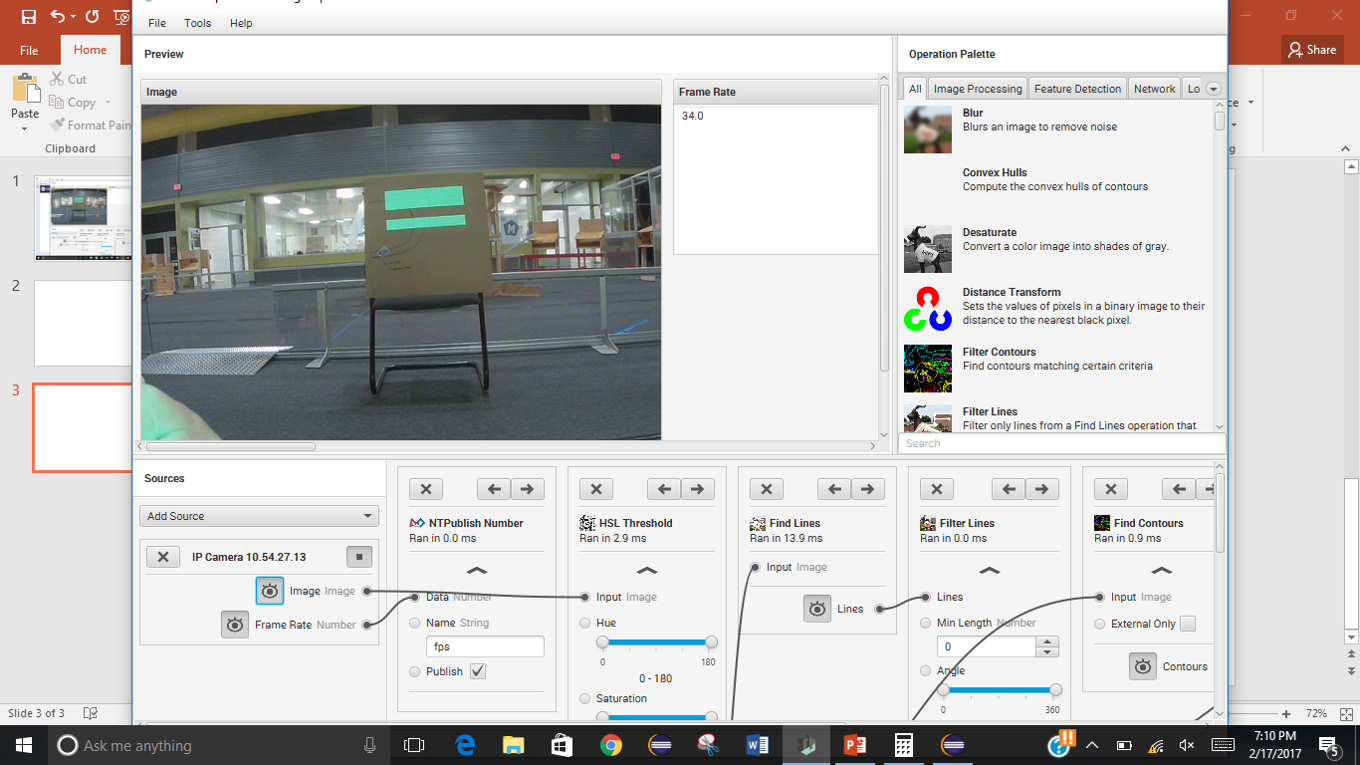 File Tools Help
File Home
Share
Cut
Copy
Format Pain
Paste
Clipboard
1
2
3
Preview
Image
Frame Rate
34.0
Operation Palette
All Image Processing Feature Detection Network Lo
Blur
Blurs an image to remove noise
Convex Hulls
Compute the convex hulls of contours
Desaturate
Convert a color image into shades of gray.
Distance Transform
Sets the values of pixels in a binary image to their
distance to the nearest black pixel.
Filter Contours
Find contours matching certain criteria
Filter Lines
Filter only lines from a Find Lines operation that
Search
Sources
Add Source
IP Camera 10.54.27.13
Image Image
Frame Rate Number
NTPublish Number
Ran in 0.0 ms
Data Number
Name String
fps
Publish
HSL Threshold
Ran in 2.9 ms
Input Image
Hue
0 180
0 - 180
Saturation
Find Lines
Ran in 13.9 ms
Input Image
Lines
Filter Lines
Ran in 0.0 ms
Lines
Min Length Number
0
Angle
0 360
Find Contours
Ran in 0.9 ms
Input Image
External Only
Contours
Slide 3 of 3
72%
Ask me anything
7:10 PM
2/17/2017
5